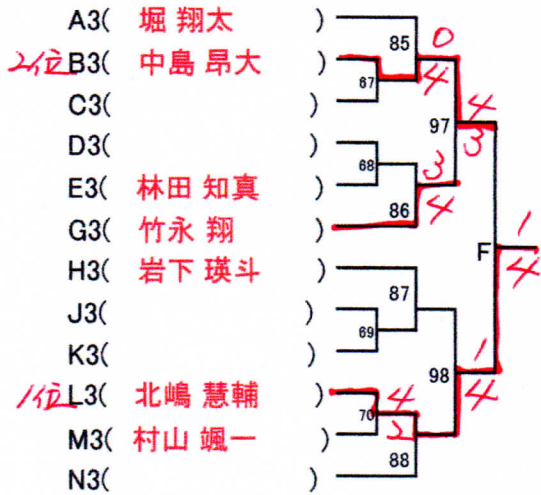 A3( 堀 翔太 )
85 0
2位 B3( 中島 昂大 )
67 4 4
C3( )
97 3
D3( )
68 3
E3( 林田 知真 )
86 4
G3( 竹永 翔 )
F 1
4
H3( 岩下 瑛斗 )
87
J3( )
69
K3( )
98 1
4
1位 L3( 北嶋 慧輔 )
70 4
2
M3( 村山 颯一 )
88
N3( )